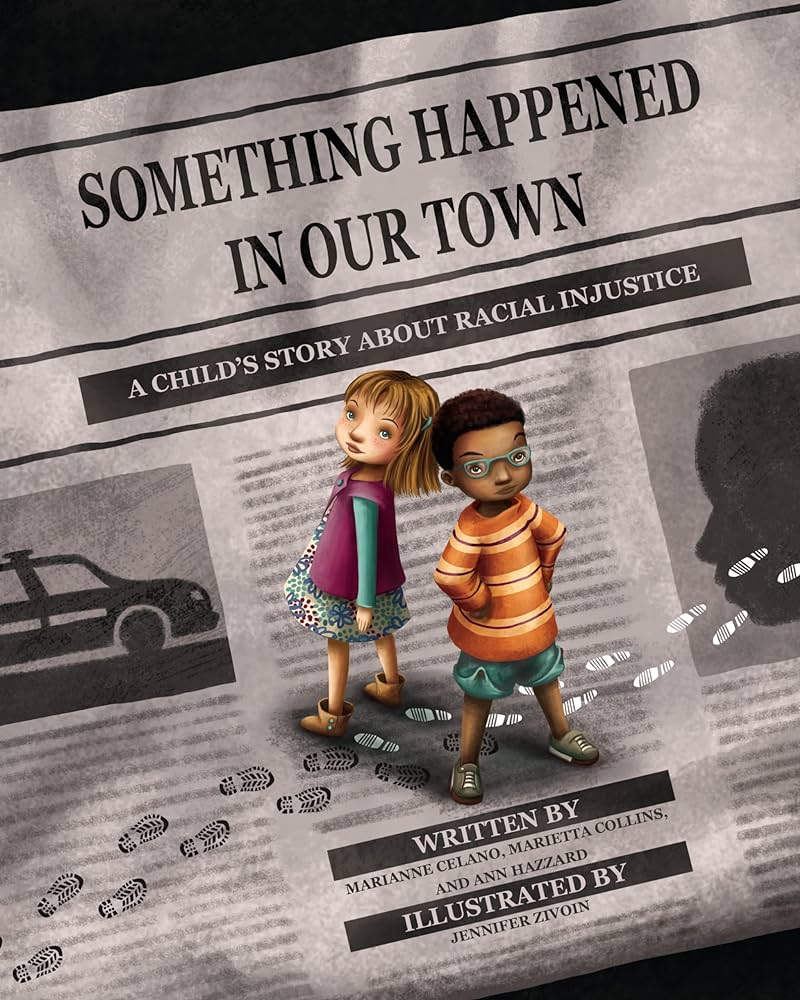 SOMETHING HAPPENED
IN OUR TOWN
A CHILD'S STORY ABOUT RACIAL INJUSTICE
WRITTEN BY
MARIANNE CELANO, MARIETTA COLLINS,
AND ANN HAZZARD
ILLUSTRATED BY
JENNIFER ZIVOIN